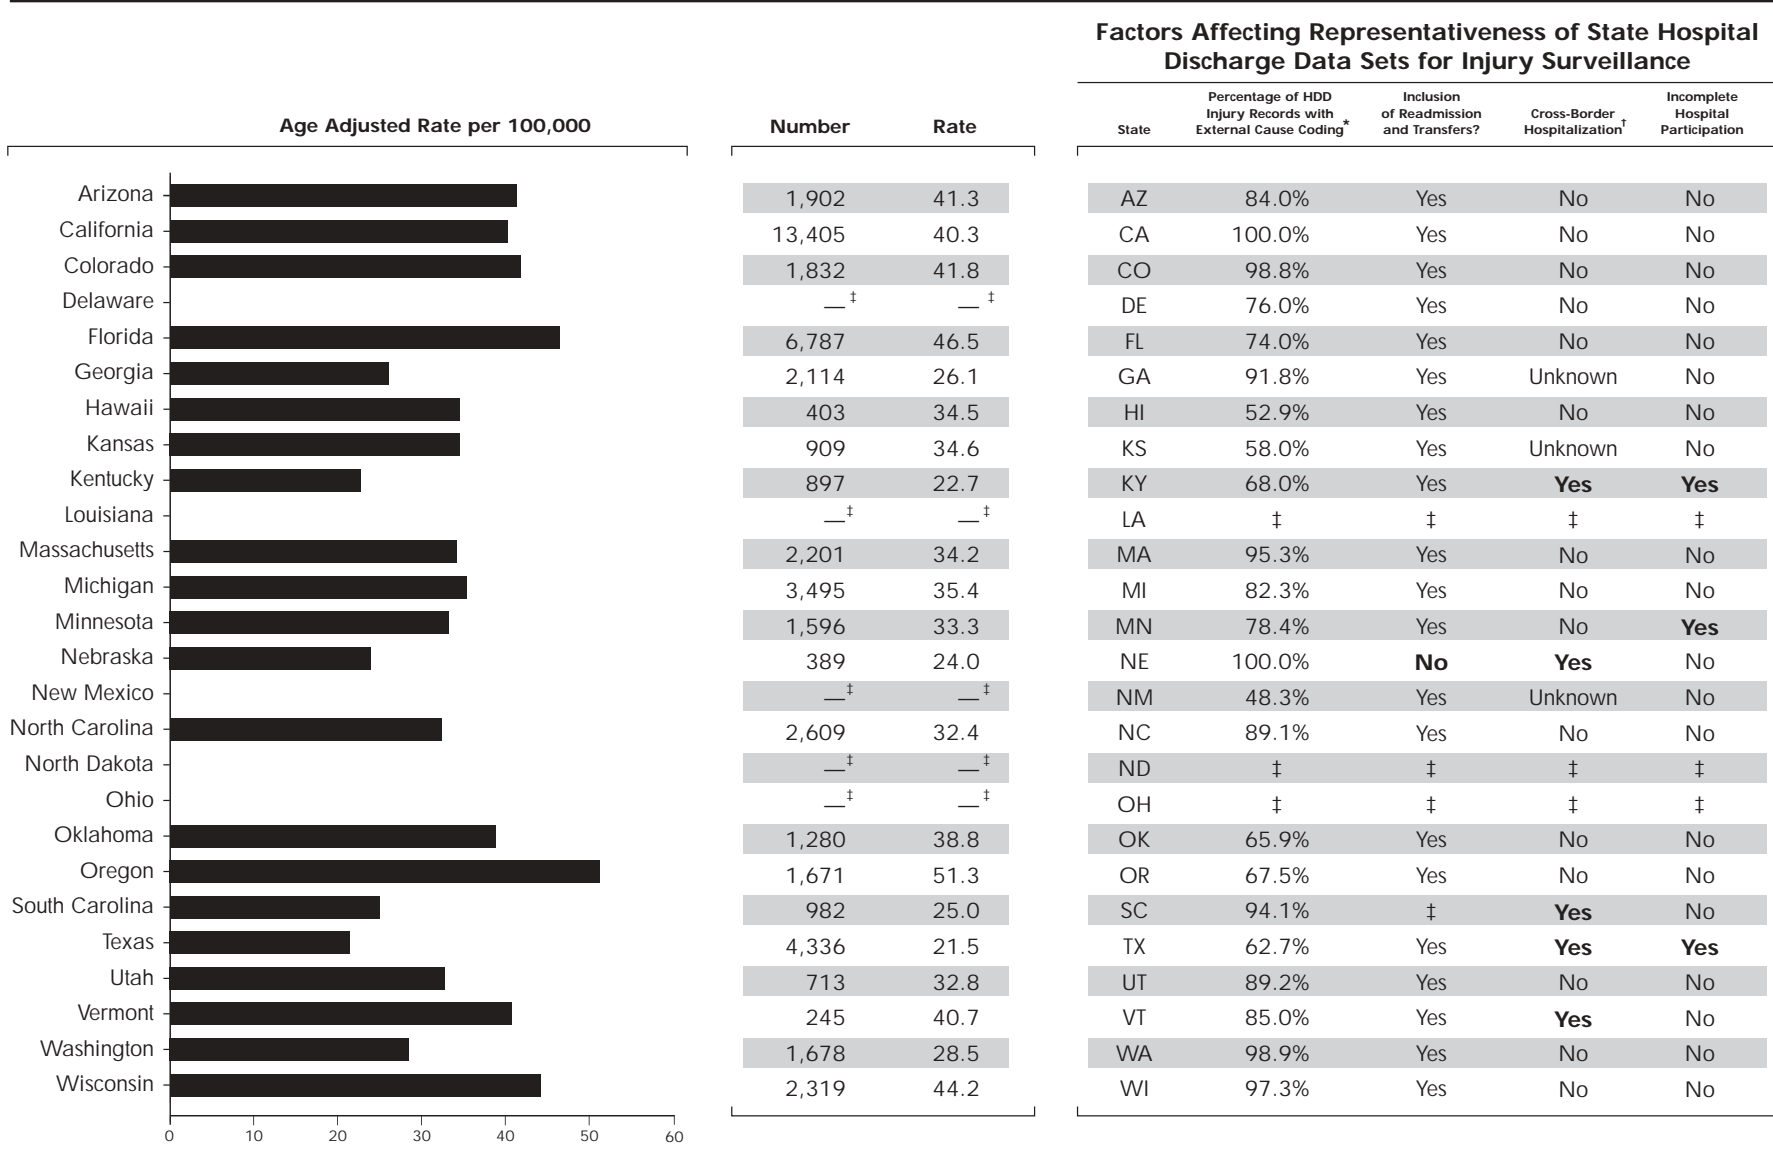 Factors Affecting Representativeness of State Hospital
Discharge Data Sets for Injury Surveillance
Age Adjusted Rate per 100,000 Number Rate State Percentage of HDD Injury Records with External Cause Coding* Inclusion of Readmission and Transfers? Cross-Border Hospitalization† Incomplete Hospital Participation
Arizona 1,902 41.3 AZ 84.0% Yes No No
California 13,405 40.3 CA 100.0% Yes No No
Colorado 1,832 41.8 CO 98.8% Yes No No
Delaware —‡ —‡ DE 76.0% Yes No No
Florida 6,787 46.5 FL 74.0% Yes No No
Georgia 2,114 26.1 GA 91.8% Yes Unknown No
Hawaii 403 34.5 HI 52.9% Yes No No
Kansas 909 34.6 KS 58.0% Yes Unknown No
Kentucky 897 22.7 KY 68.0% Yes Yes Yes
Louisiana —‡ —‡ LA ‡ ‡ ‡ ‡
Massachusetts 2,201 34.2 MA 95.3% Yes No No
Michigan 3,495 35.4 MI 82.3% Yes No No
Minnesota 1,596 33.3 MN 78.4% Yes No Yes
Nebraska 389 24.0 NE 100.0% No Yes No
New Mexico —‡ —‡ NM 48.3% Yes Unknown No
North Carolina 2,609 32.4 NC 89.1% Yes No No
North Dakota —‡ —‡ ND ‡ ‡ ‡ ‡
Ohio —‡ —‡ OH ‡ ‡ ‡ ‡
Oklahoma 1,280 38.8 OK 65.9% Yes No No
Oregon 1,671 51.3 OR 67.5% Yes No No
South Carolina 982 25.0 SC 94.1% ‡ Yes No
Texas 4,336 21.5 TX 62.7% Yes Yes Yes
Utah 713 32.8 UT 89.2% Yes No No
Vermont 245 40.7 VT 85.0% Yes Yes No
Washington 1,678 28.5 WA 98.9% Yes No No
Wisconsin 2,319 44.2 WI 97.3% Yes No No
0 10 20 30 40 50 60